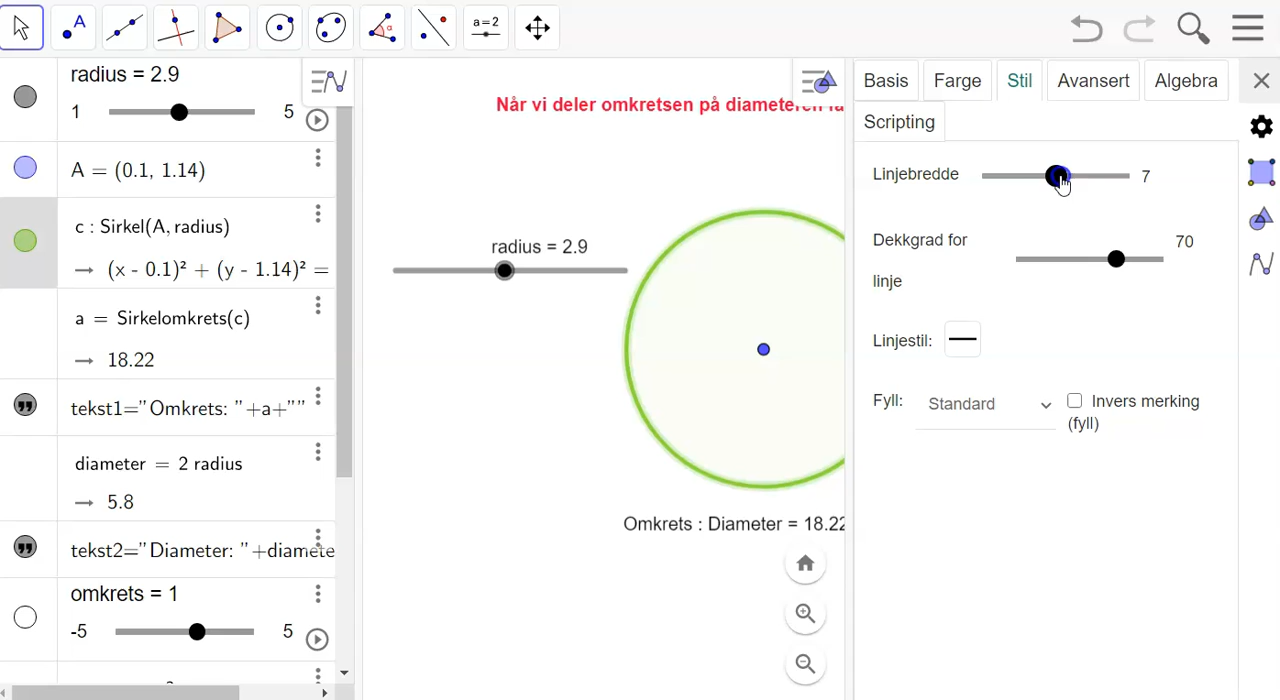 A
α
a=2
radius = 2.9
1
5
A = (0.1, 1.14)
c : Sirkel(A, radius)
→ (x - 0.1)² + (y - 1.14)² =
a = Sirkelomkrets(c)
→ 18.22
tekst1="Omkrets: "+a+""
diameter = 2 radius
→ 5.8
tekst2="Diameter: "+diamete
omkrets = 1
-5
5
Når vi deler omkretsen på diameteren
radius = 2.9
Omkrets : Diameter = 18.22
Basis
Farge
Stil
Avansert
Algebra
Scripting
Linjebredde
7
Dekkgrad for
70
linje
Linjestil:
Fyll:
Standard
Invers merking
(fyll)